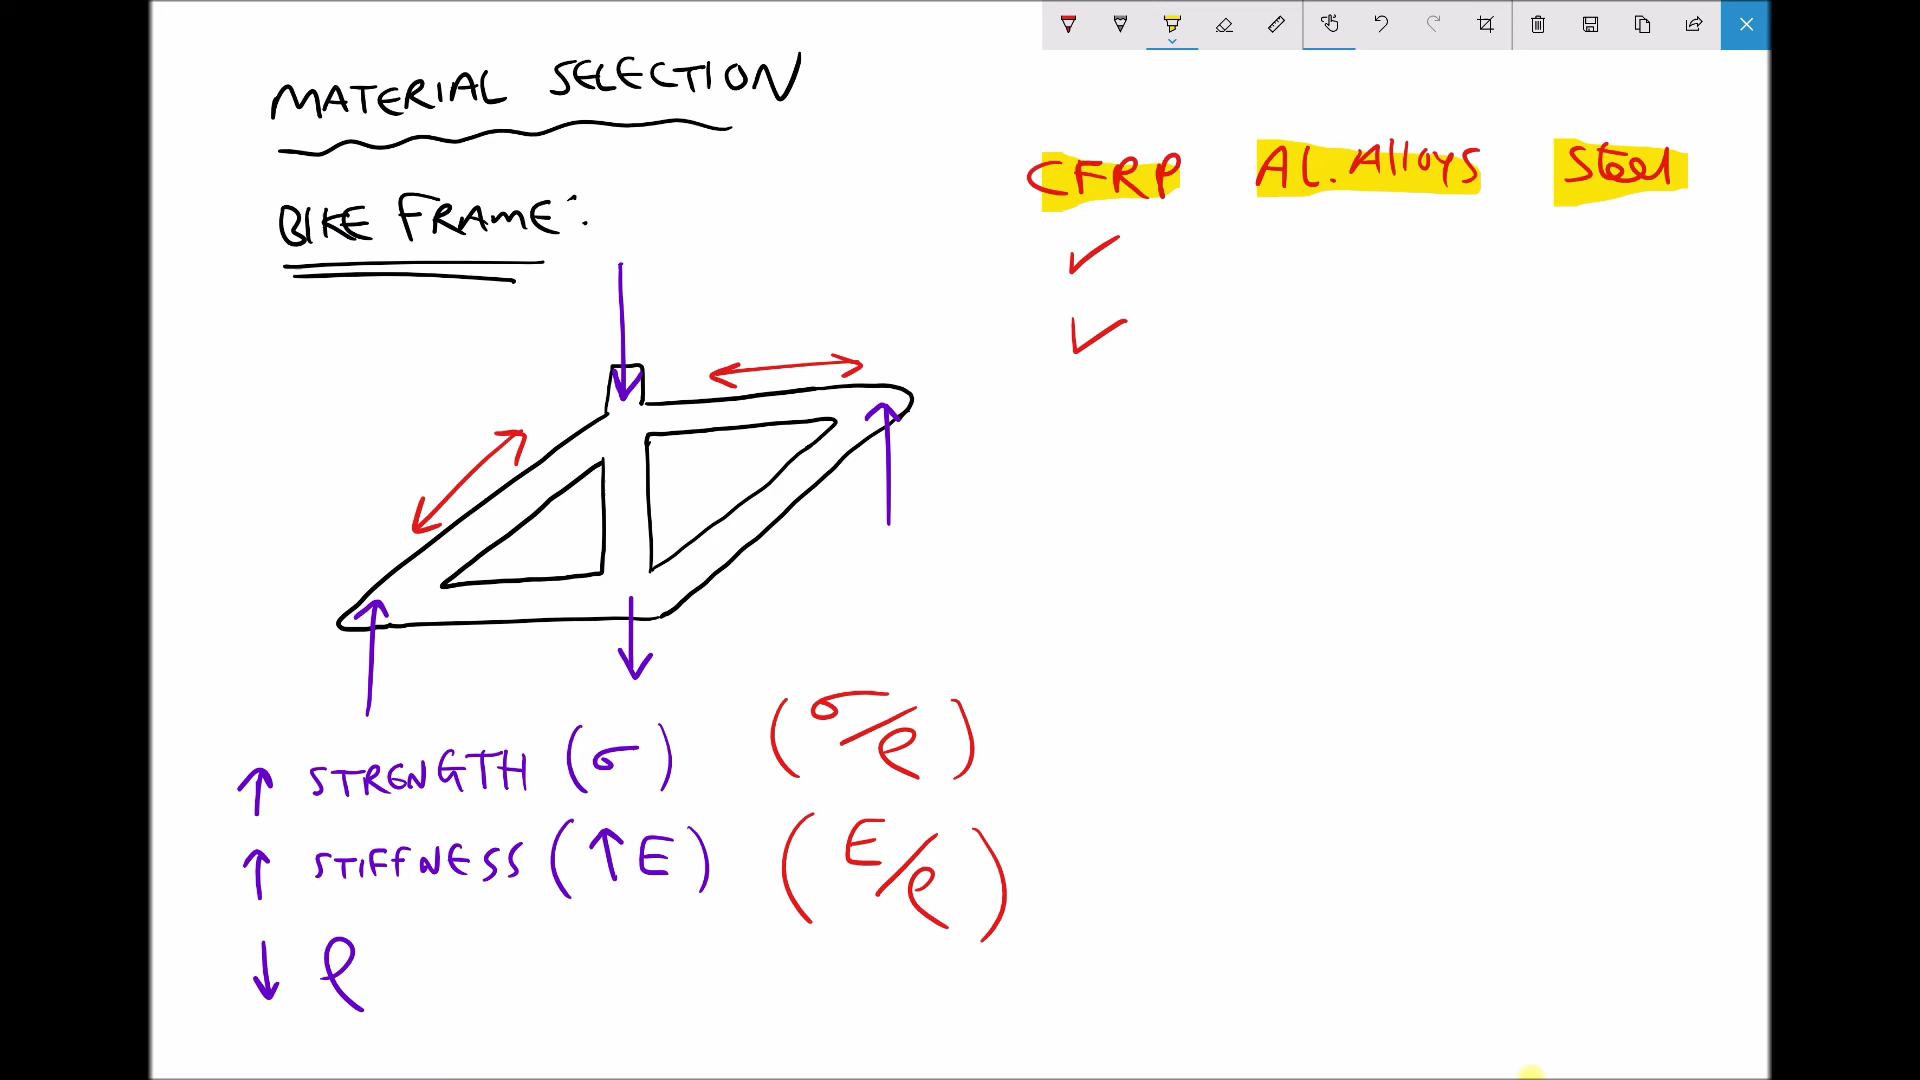 MATERIAL SELECTION
BIKE FRAME:
CFRP Al. Alloys Steel
✓
✓
↑ STRENGTH (σ) (σ/ρ)
↑ STIFFNESS (↑E) (E/ρ)
↓ ρ